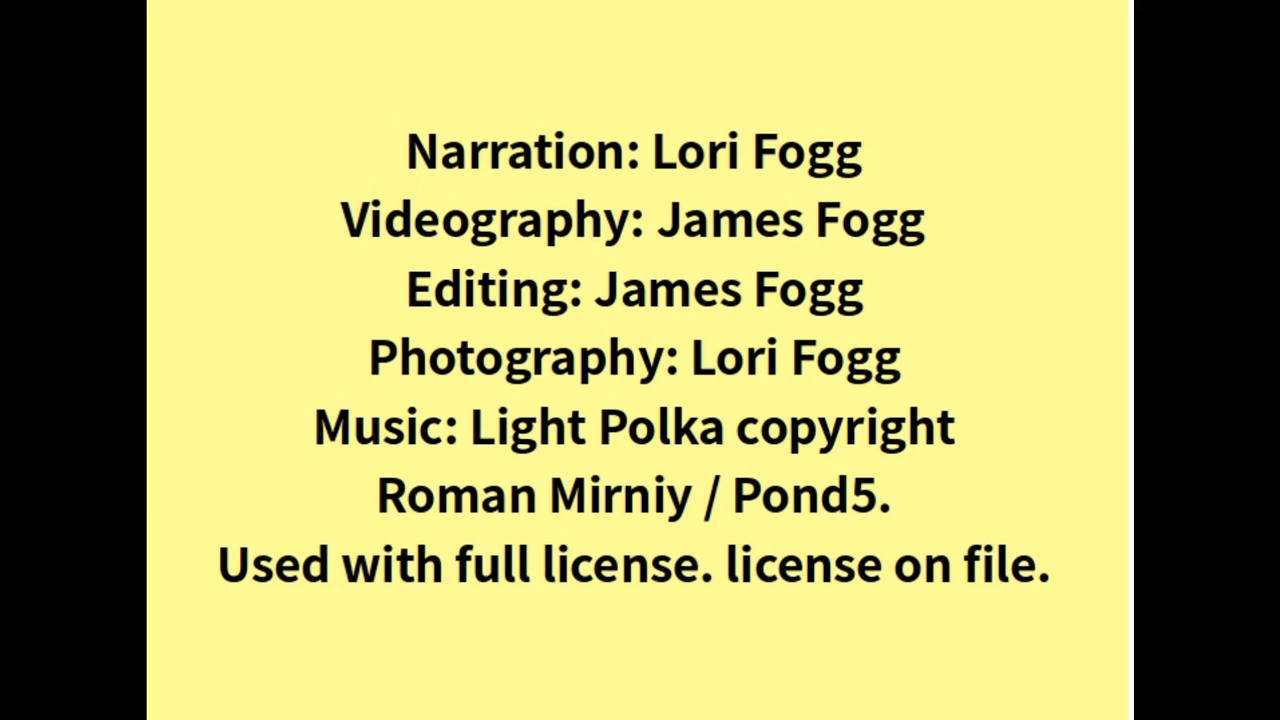 Narration: Lori Fogg
Videography: James Fogg
Editing: James Fogg
Photography: Lori Fogg
Music: Light Polka copyright
Roman Mirniy / Pond5.
Used with full license. license on file.